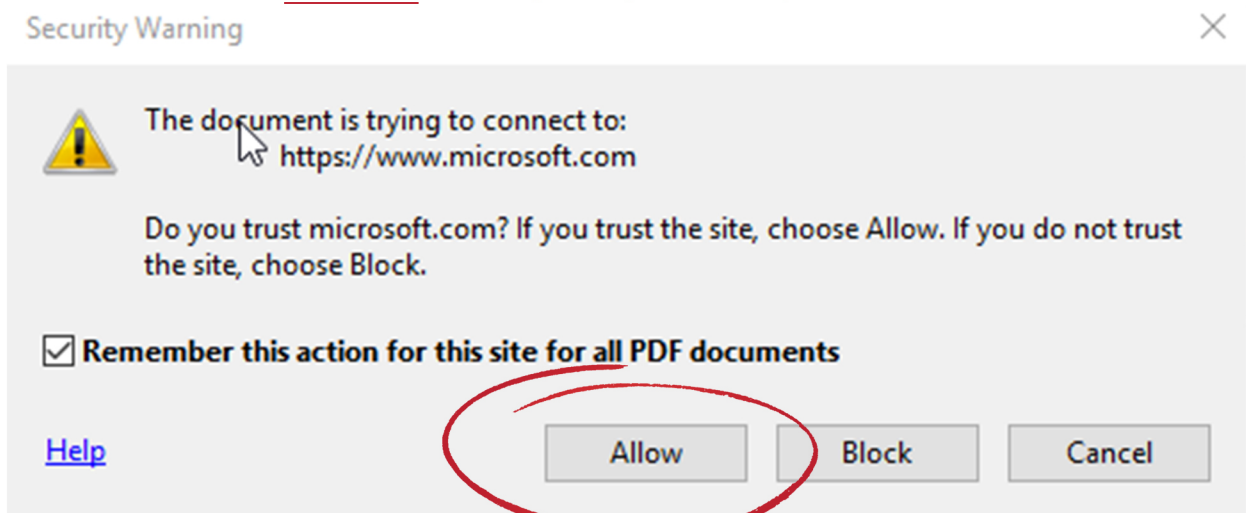 Security Warning
The document is trying to connect to:
https://www.microsoft.com
Do you trust microsoft.com? If you trust the site, choose Allow. If you do not trust
the site, choose Block.
Remember this action for this site for all PDF documents
Help
Allow
Block
Cancel